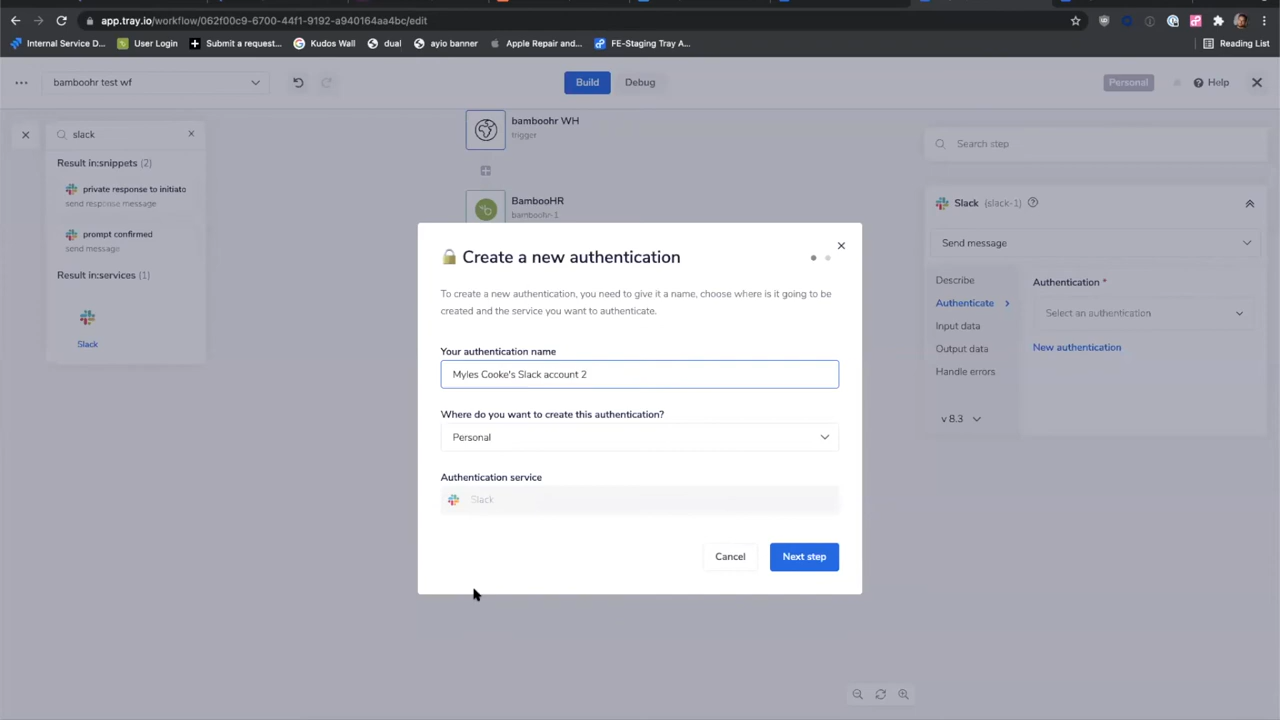 app.tray.io/workflow/062f00c9-6700-44f1-9192-a940164aa4bc/edit
Internal Service D...
User Login
Submit a request...
Kudos Wall
dual
ayio banner
Apple Repair and...
FE-Staging Tray A...
Reading List
bamboohr test wf
Build
Debug
Personal
Help
slack
Result in:snippets (2)
private response to initiato
send response message
prompt confirmed
send message
Result in:services (1)
Slack
bamboohr WH
trigger
BambooHR
Create a new authentication
To create a new authentication, you need to give it a name, choose where is it going to be
created and the service you want to authenticate.
Your authentication name
Myles Cooke's Slack account 2
Where do you want to create this authentication?
Personal
Authentication service
Slack
Cancel
Next step
Search step
Slack (slack-1)
Send message
Describe
Authenticate
Input data
Output data
Handle errors
v 8.3
Authentication *
Select an authentication
New authentication